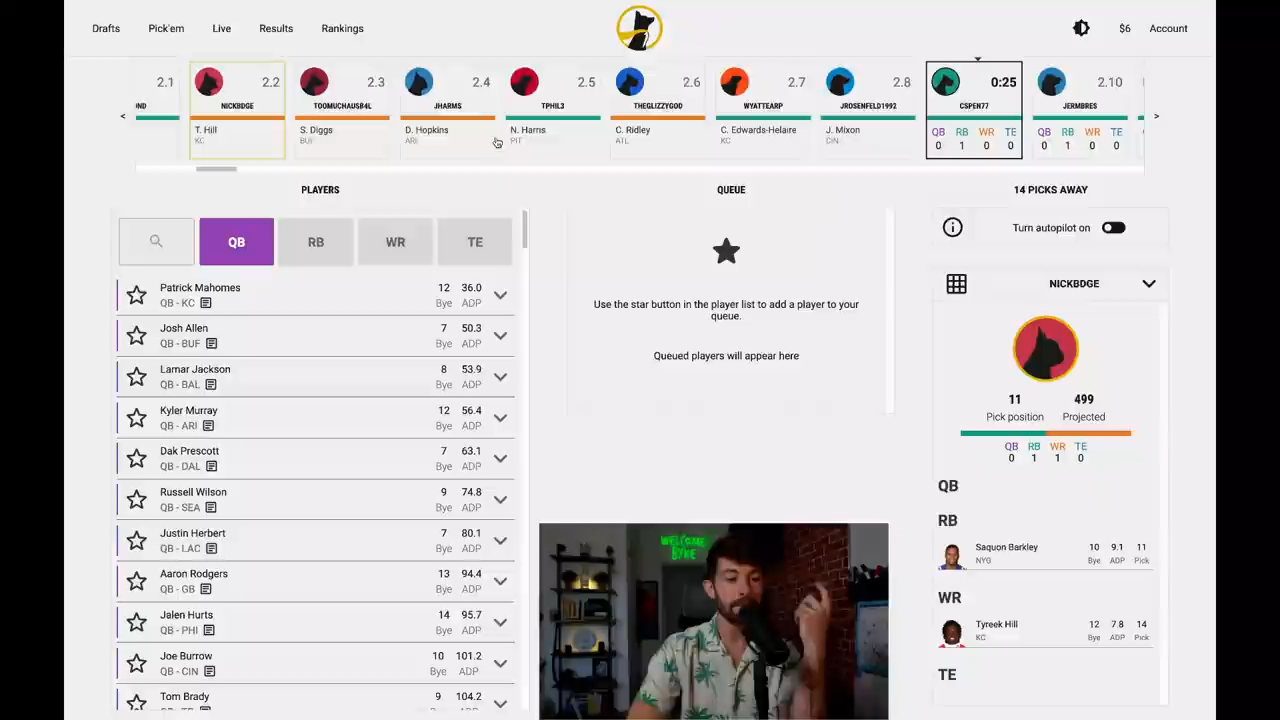 Drafts Pick'em Live Results Rankings $6 Account
2.1 2.2 2.3 2.4 2.5 2.6 2.7 2.8 0:25 2.10
ND NICKBDGE TOOMUCHAUS84L JHARMS TPHIL3 THEGLIZZYGOD WYATTEARP JROSENFELD1992 CSPEN77 JERMBRES
T. Hill S. Diggs D. Hopkins N. Harris C. Ridley C. Edwards-Helaire J. Mixon QB RB WR TE QB RB WR TE
KC BUF ARI PIT ATL KC CIN 0 1 0 0 0 1 0 0
< >
PLAYERS QUEUE 14 PICKS AWAY
QB RB WR TE
Turn autopilot on
Patrick Mahomes 12 36.0
QB - KC Bye ADP
Josh Allen 7 50.3
QB - BUF Bye ADP
Lamar Jackson 8 53.9
QB - BAL Bye ADP
Kyler Murray 12 56.4
QB - ARI Bye ADP
Dak Prescott 7 63.1
QB - DAL Bye ADP
Russell Wilson 9 74.8
QB - SEA Bye ADP
Justin Herbert 7 80.1
QB - LAC Bye ADP
Aaron Rodgers 13 94.4
QB - GB Bye ADP
Jalen Hurts 14 95.7
QB - PHI Bye ADP
Joe Burrow 10 101.2
QB - CIN Bye ADP
Tom Brady 9 104.2
Use the star button in the player list to add a player to your
queue.
Queued players will appear here
WELCOME
NICKBDGE
11 499
Pick position Projected
QB RB WR TE
0 1 1 0
QB
RB
Saquon Barkley 10 9.1 11
NYG Bye ADP Pick
WR
Tyreek Hill 12 7.8 14
KC Bye ADP Pick
TE